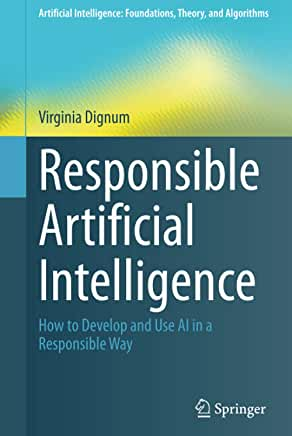 Artificial Intelligence: Foundations, Theory, and Algorithms
Virginia Dignum
Responsible
Artificial
Intelligence
How to Develop and Use AI in a
Responsible Way
Springer